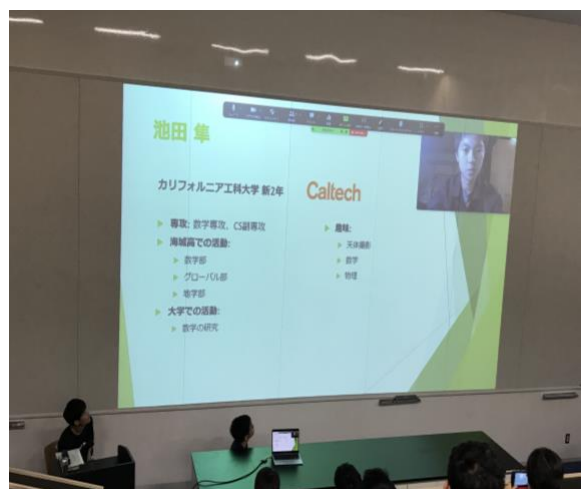 池田 隼
カリフォルニア工科大学 新2年
Caltech
専攻: 数学専攻、CS副専攻
海城高での活動:
数学部
グローバル部
地学部
大学での活動:
数学の研究
趣味:
天体撮影
数学
物理